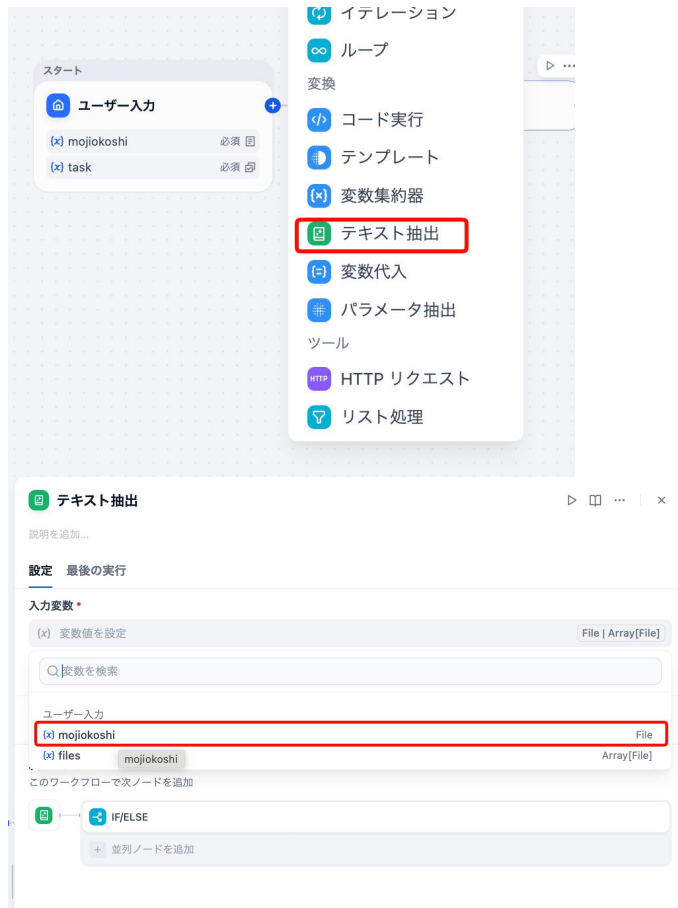 イテレーション
ループ
スタート
変換
ユーザー入力
コード実行
{x} mojiokoshi 必須
テンプレート
{x} task 必須
変数集約器
テキスト抽出
変数代入
パラメータ抽出
ツール
HTTP HTTP リクエスト
リスト処理
テキスト抽出
説明を追加...
設定 最後の実行
入力変数 *
{x} 変数値を設定 File | Array[File]
変数を検索
ユーザー入力
{x} mojiokoshi File
{x} files Array[File]
mojiokoshi
このワークフローで次ノードを追加
IF/ELSE
+ 並列ノードを追加